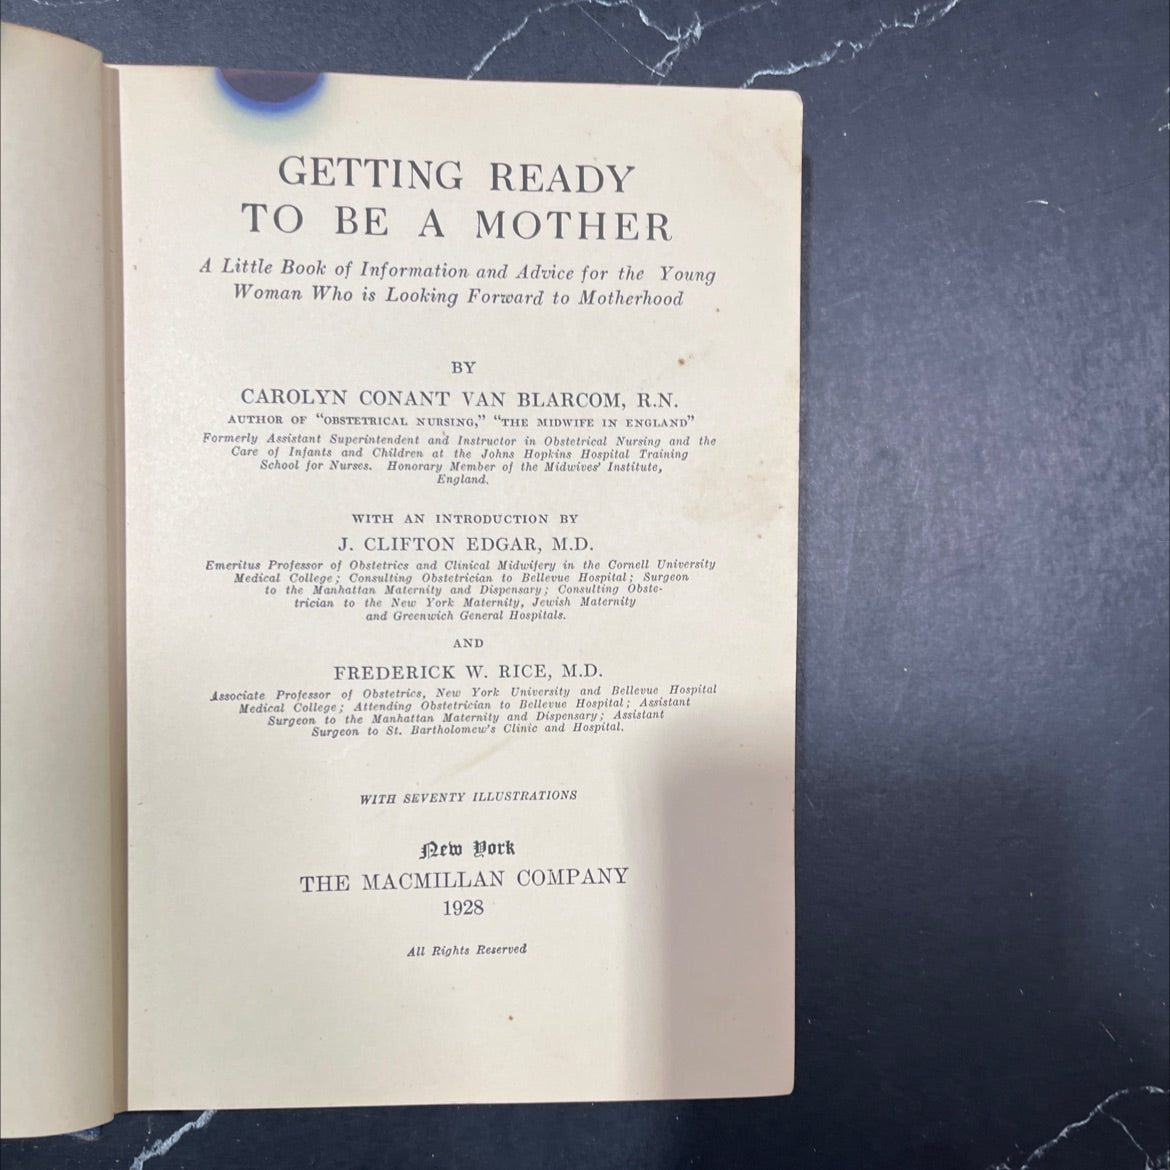 GETTING READY
TO BE A MOTHER
A Little Book of Information and Advice for the Young
Woman Who is Looking Forward to Motherhood
BY
CAROLYN CONANT VAN BLARCOM, R.N.
AUTHOR OF "OBSTETRICAL NURSING," "THE MIDWIFE IN ENGLAND"
Formerly Assistant Superintendent and Instructor in Obstetrical Nursing and the
Care of Infants and Children at the Johns Hopkins Hospital Training
School for Nurses. Honorary Member of the Midwives' Institute,
England.
WITH AN INTRODUCTION BY
J. CLIFTON EDGAR, M.D.
Emeritus Professor of Obstetrics and Clinical Midwifery in the Cornell University
Medical College; Consulting Obstetrician to Bellevue Hospital; Surgeon
to the Manhattan Maternity and Dispensary; Consulting Obste-
trician to the New York Maternity, Jewish Maternity
and Greenwich General Hospitals.
AND
FREDERICK W. RICE, M.D.
Associate Professor of Obstetrics, New York University and Bellevue Hospital
Medical College; Attending Obstetrician to Bellevue Hospital; Assistant
Surgeon to the Manhattan Maternity and Dispensary; Assistant
Surgeon to St. Bartholomew's Clinic and Hospital.
WITH SEVENTY ILLUSTRATIONS
New York
THE MACMILLAN COMPANY
1928
All Rights Reserved